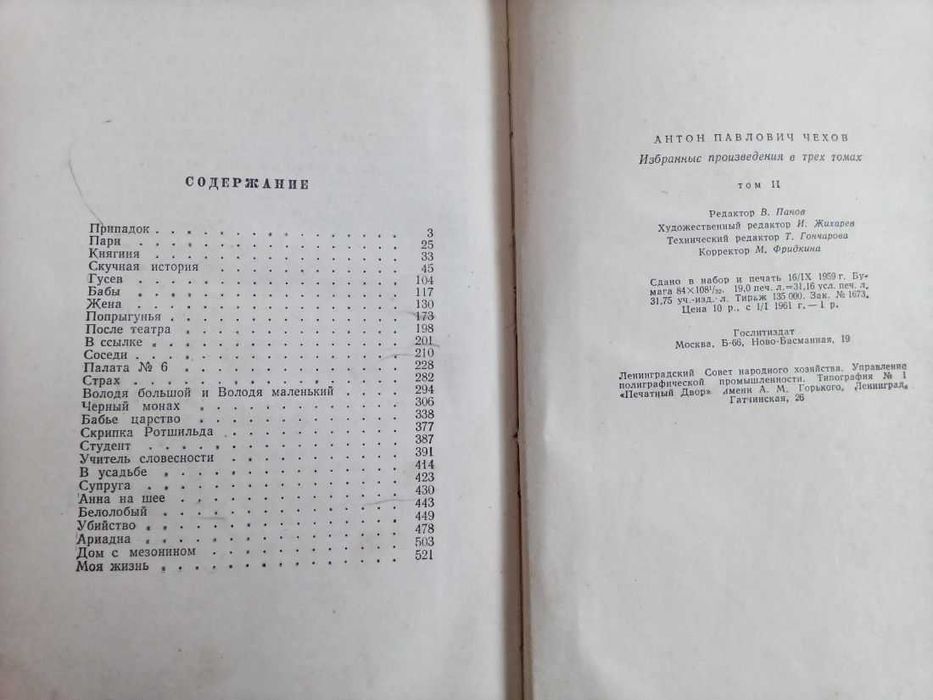 СОДЕРЖАНИЕ
Припадок . . . 3
Пари . . . 25
Княгиня . . . 33
Скучная история . . . 45
Гусев . . . 104
Бабы . . . 117
Жена . . . 130
Попрыгунья . . . 173
После театра . . . 198
В ссылке . . . 201
Соседи . . . 210
Палата № 6 . . . 228
Страх . . . 282
Володя большой и Володя маленький . . . 294
Черный монах . . . 306
Бабье царство . . . 338
Скрипка Ротшильда . . . 377
Студент . . . 387
Учитель словесности . . . 391
В усадьбе . . . 414
Супруга . . . 423
Анна на шее . . . 430
Белолобый . . . 443
Убийство . . . 449
Ариадна . . . 478
Дом с мезонином . . . 503
Моя жизнь . . . 521
АНТОН ПАВЛОВИЧ ЧЕХОВ
Избранные произведения в трех томах
ТОМ II
Редактор В. Панов
Художественный редактор И. Жихарев
Технический редактор Т. Гончарова
Корректор М. Фридкина
Сдано в набор и печать 16/IX 1959 г. Бу-
мага 84×108¹/₃₂. 19,0 печ. л.=31,16 усл. печ. л.
31,75 уч.-изд. л. Тираж 135 000. Зак. № 1673.
Цена 10 р., с 1/I 1961 г. — 1 р.
Гослитиздат
Москва, Б-66, Ново-Басманная, 19
Ленинградский Совет народного хозяйства. Управление
полиграфической промышленности. Типография № 1
«Печатный Двор» имени А. М. Горького, Ленинград,
Гатчинская, 26